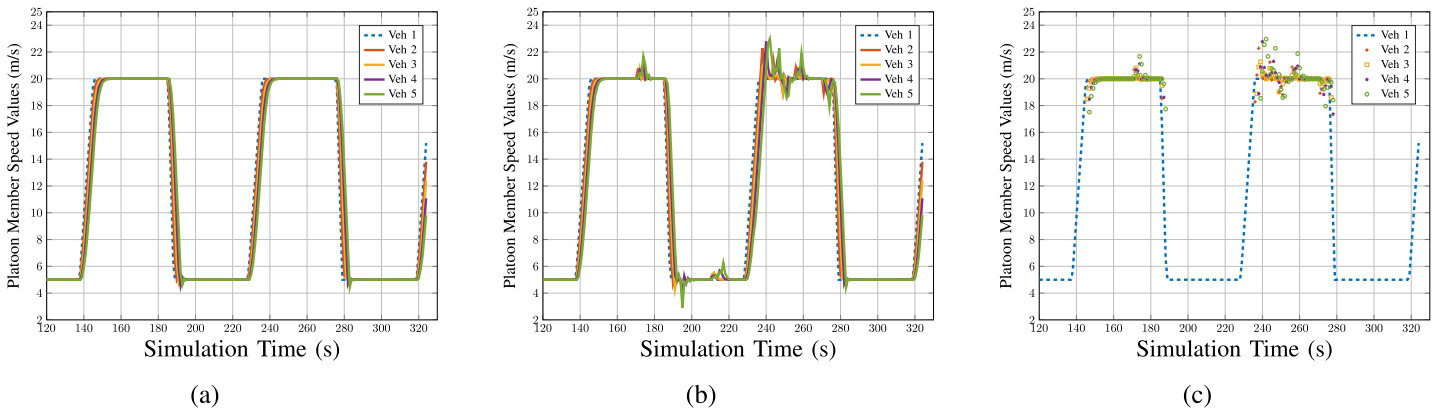 Platoon Member Speed Values (m/s)
25
24
22
20
18
16
14
12
10
8
6
4
2
120 140 160 180 200 220 240 260 280 300 320
Simulation Time (s)
Veh 1
Veh 2
Veh 3
Veh 4
Veh 5
(a)
Platoon Member Speed Values (m/s)
25
24
22
20
18
16
14
12
10
8
6
4
2
120 140 160 180 200 220 240 260 280 300 320
Simulation Time (s)
Veh 1
Veh 2
Veh 3
Veh 4
Veh 5
(b)
Platoon Member Speed Values (m/s)
25
24
22
20
18
16
14
12
10
8
6
4
2
120 140 160 180 200 220 240 260 280 300 320
Simulation Time (s)
Veh 1
Veh 2
Veh 3
Veh 4
Veh 5
(c)